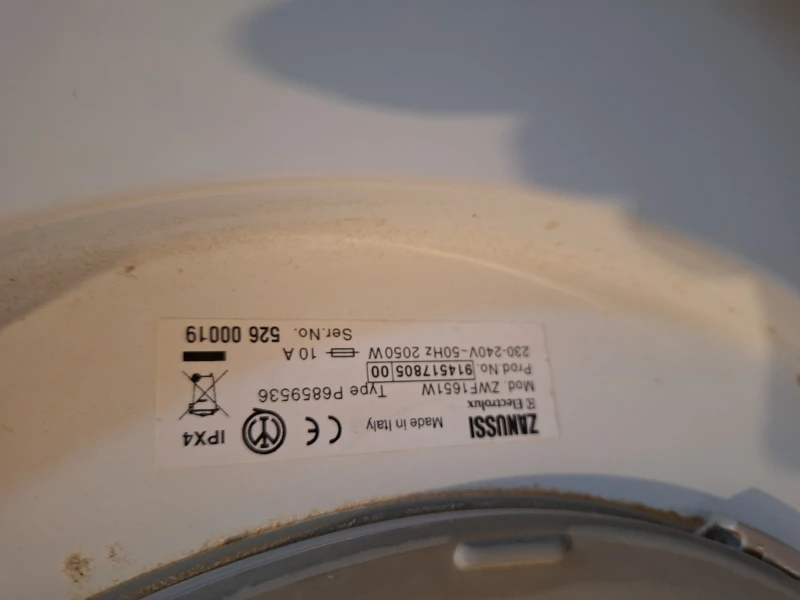 ZANUSSI Made in Italy IPX4
Electrolux
Mod. ZWF1651W Type P6859536
Prod.No. 914517805 00
230-240V~50Hz 2050W 10 A
Ser.No. 526 00019